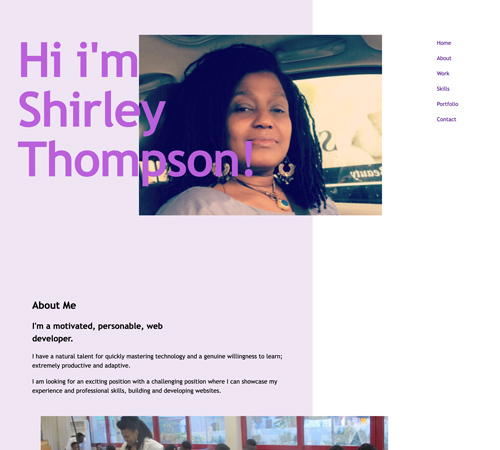 Hi i'm
Shirley
Thompson!
Home
About
Work
Skills
Portfolio
Contact
Beauty
About Me
I'm a motivated, personable, web
developer.
I have a natural talent for quickly mastering technology and a genuine willingness to learn;
extremely productive and adaptive.
I am looking for an exciting position with a challenging position where I can showcase my
experience and professional skills, building and developing websites.